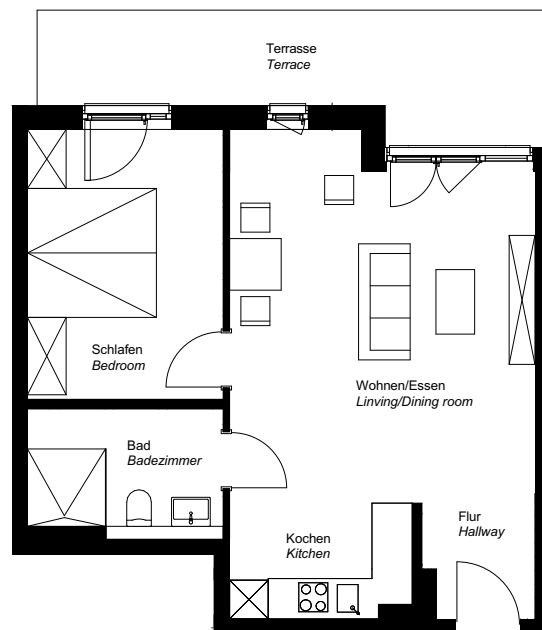 Terrasse
Terrace
Schlafen
Bedroom
Wohnen/Essen
Linving/Dining room
Bad
Badezimmer
Kochen
Kitchen
Flur
Hallway